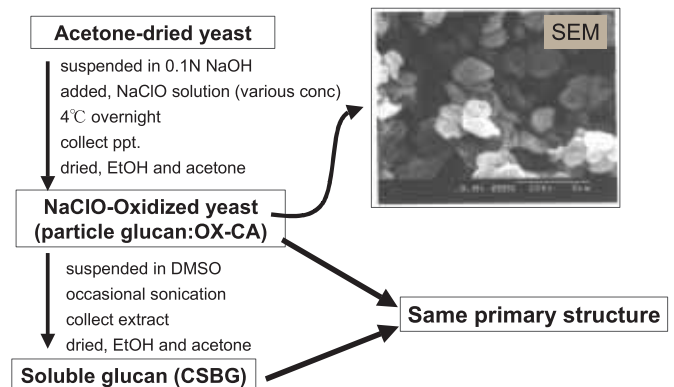 Acetone-dried yeast
suspended in 0.1N NaOH
added, NaClO solution (various conc)
4℃ overnight
collect ppt.
dried, EtOH and acetone
SEM
NaClO-Oxidized yeast
(particle glucan:OX-CA)
suspended in DMSO
occasional sonication
collect extract
dried, EtOH and acetone
Same primary structure
Soluble glucan (CSBG)